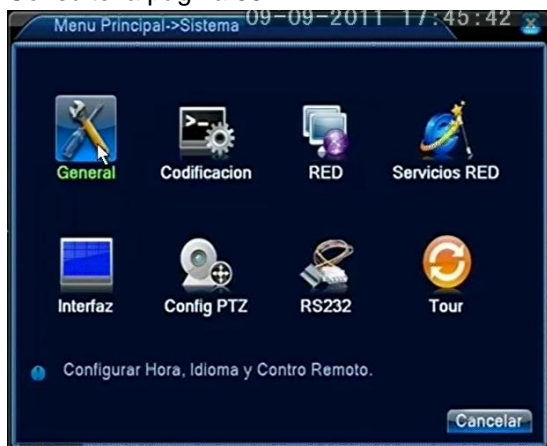 Menu Principal->Sistema 09-09-2011 17:45:42
General Codificacion RED Servicios RED
Interfaz Config PTZ RS232 Tour
Configurar Hora, Idioma y Contro Remoto.
Cancelar